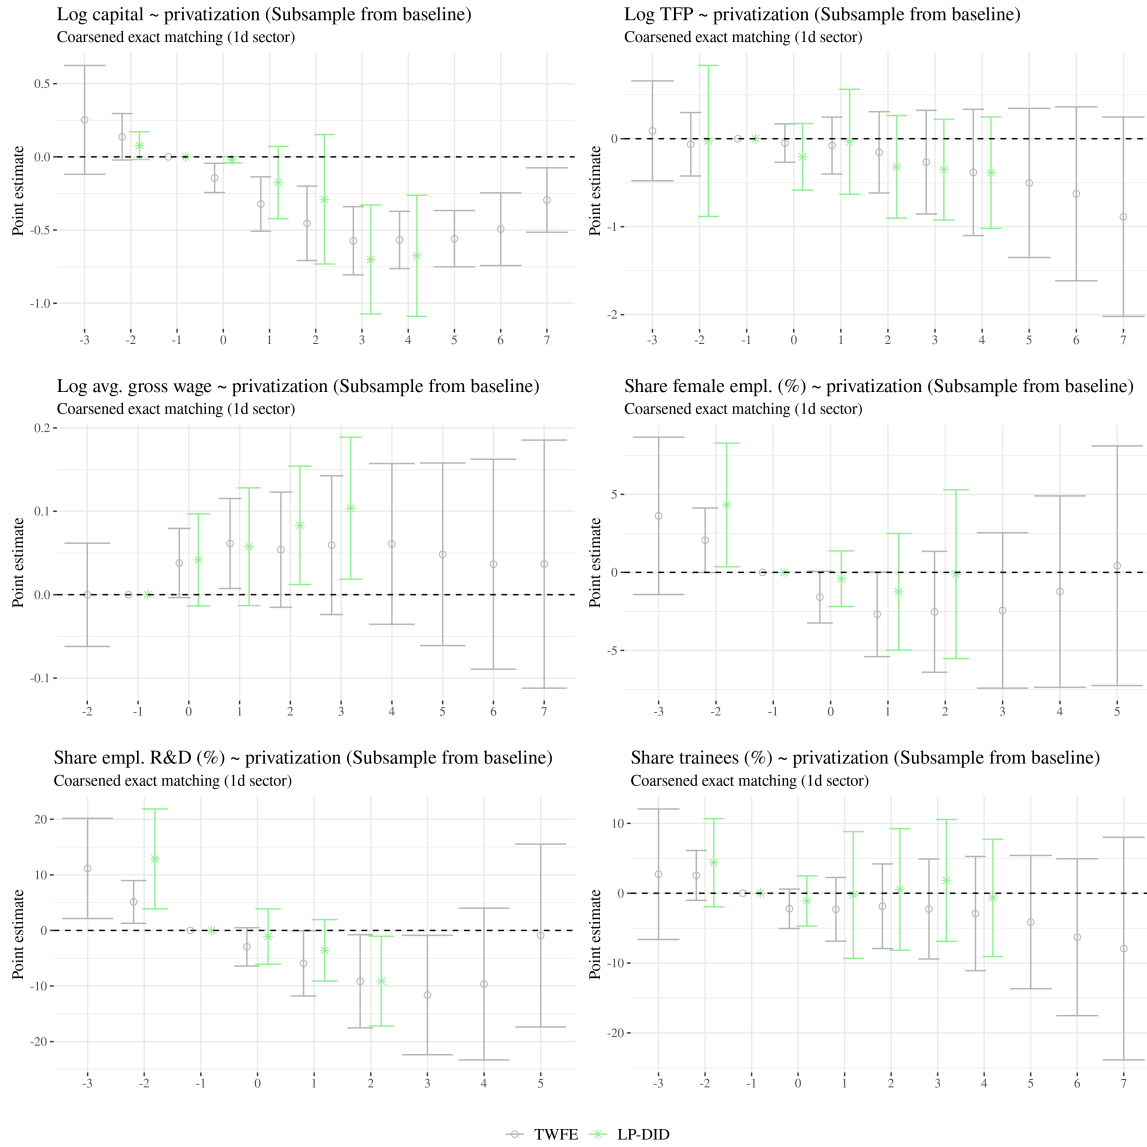 Log capital ~ privatization (Subsample from baseline)
Coarsened exact matching (1d sector)
Point estimate
0.5
0.0
-0.5
-1.0
-3 -2 -1 0 1 2 3 4 5 6 7
Log TFP ~ privatization (Subsample from baseline)
Coarsened exact matching (1d sector)
Point estimate
0
-1
-2
-3 -2 -1 0 1 2 3 4 5 6 7
Log avg. gross wage ~ privatization (Subsample from baseline)
Coarsened exact matching (1d sector)
Point estimate
0.2
0.1
0.0
-0.1
-2 -1 0 1 2 3 4 5 6 7
Share female empl. (%) ~ privatization (Subsample from baseline)
Coarsened exact matching (1d sector)
Point estimate
5
0
-5
-3 -2 -1 0 1 2 3 4 5
Share empl. R&D (%) ~ privatization (Subsample from baseline)
Coarsened exact matching (1d sector)
Point estimate
20
10
0
-10
-20
-3 -2 -1 0 1 2 3 4 5
Share trainees (%) ~ privatization (Subsample from baseline)
Coarsened exact matching (1d sector)
Point estimate
10
0
-10
-20
-3 -2 -1 0 1 2 3 4 5 6 7
TWFE LP-DID